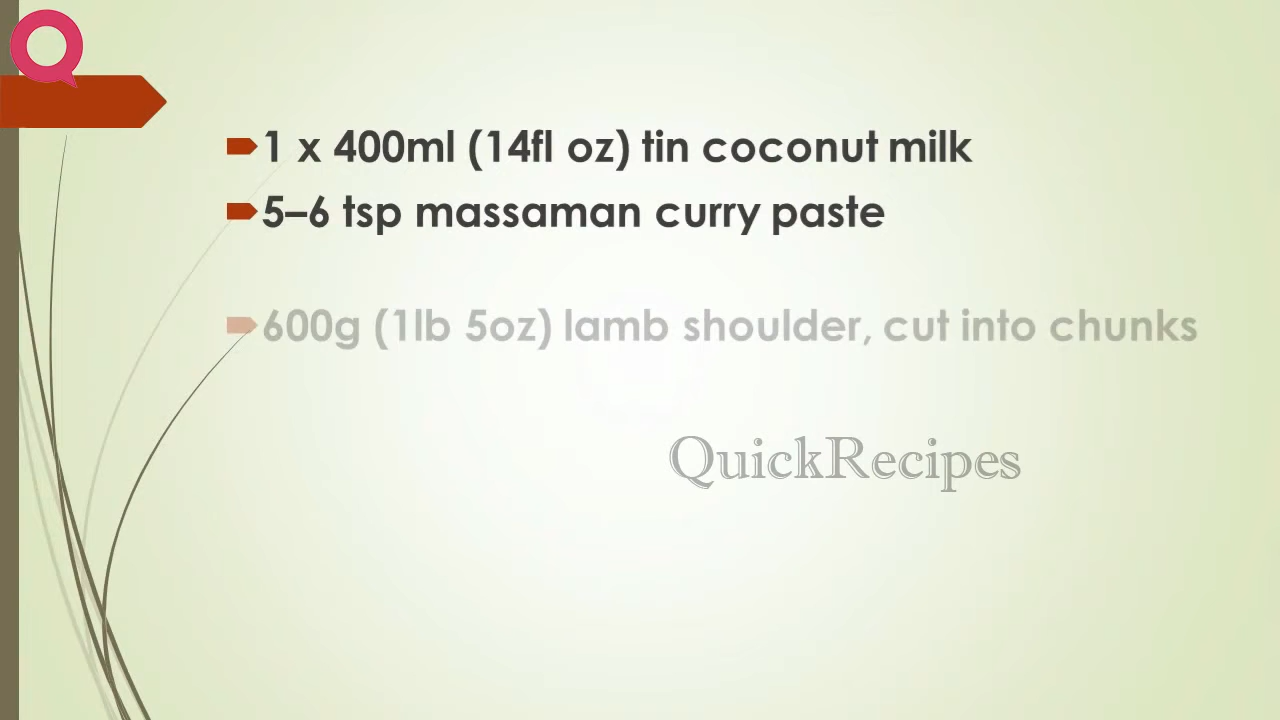 1 x 400ml (14fl oz) tin coconut milk
5–6 tsp massaman curry paste
600g (1lb 5oz) lamb shoulder, cut into chunks
QuickRecipes